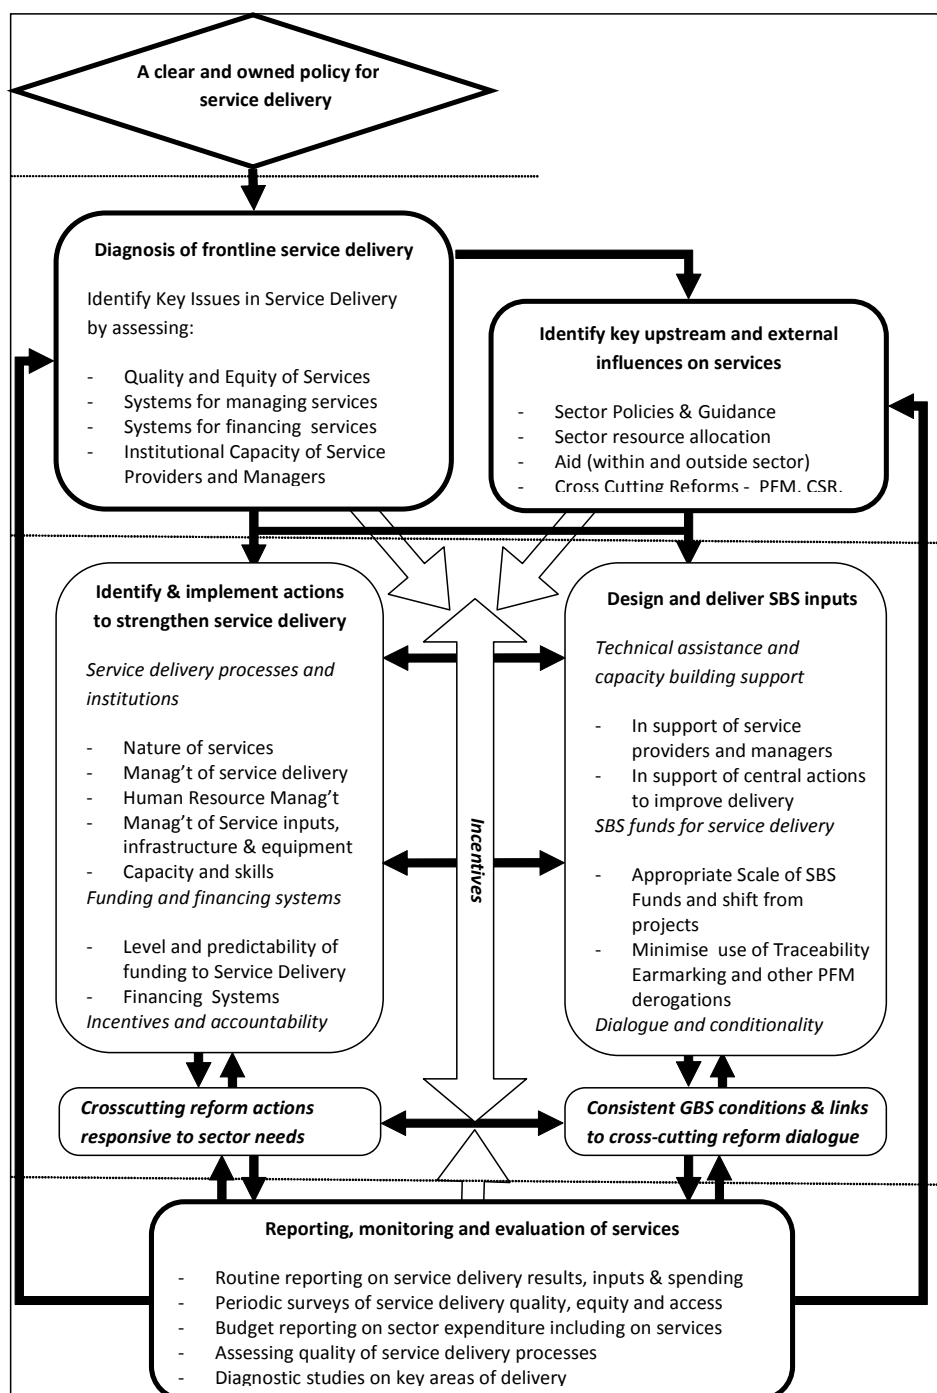 A clear and owned policy for
service delivery
Diagnosis of frontline service delivery
Identify Key Issues in Service Delivery
by assessing:
- Quality and Equity of Services
- Systems for managing services
- Systems for financing services
- Institutional Capacity of Service
Providers and Managers
Identify key upstream and external
influences on services
- Sector Policies & Guidance
- Sector resource allocation
- Aid (within and outside sector)
- Cross Cutting Reforms - PFM, CSR,
Identify & implement actions
to strengthen service delivery
Service delivery processes and
institutions
- Nature of services
- Manag't of service delivery
- Human Resource Manag't
- Manag't of Service inputs,
infrastructure & equipment
- Capacity and skills
Funding and financing systems
- Level and predictability of
funding to Service Delivery
- Financing Systems
Incentives and accountability
Incentives
Design and deliver SBS inputs
Technical assistance and
capacity building support
- In support of service
providers and managers
- In support of central actions
to improve delivery
SBS funds for service delivery
- Appropriate Scale of SBS
Funds and shift from
projects
- Minimise use of Traceability
Earmarking and other PFM
derogations
Dialogue and conditionality
Crosscutting reform actions
responsive to sector needs
Consistent GBS conditions & links
to cross-cutting reform dialogue
Reporting, monitoring and evaluation of services
- Routine reporting on service delivery results, inputs & spending
- Periodic surveys of service delivery quality, equity and access
- Budget reporting on sector expenditure including on services
- Assessing quality of service delivery processes
- Diagnostic studies on key areas of delivery